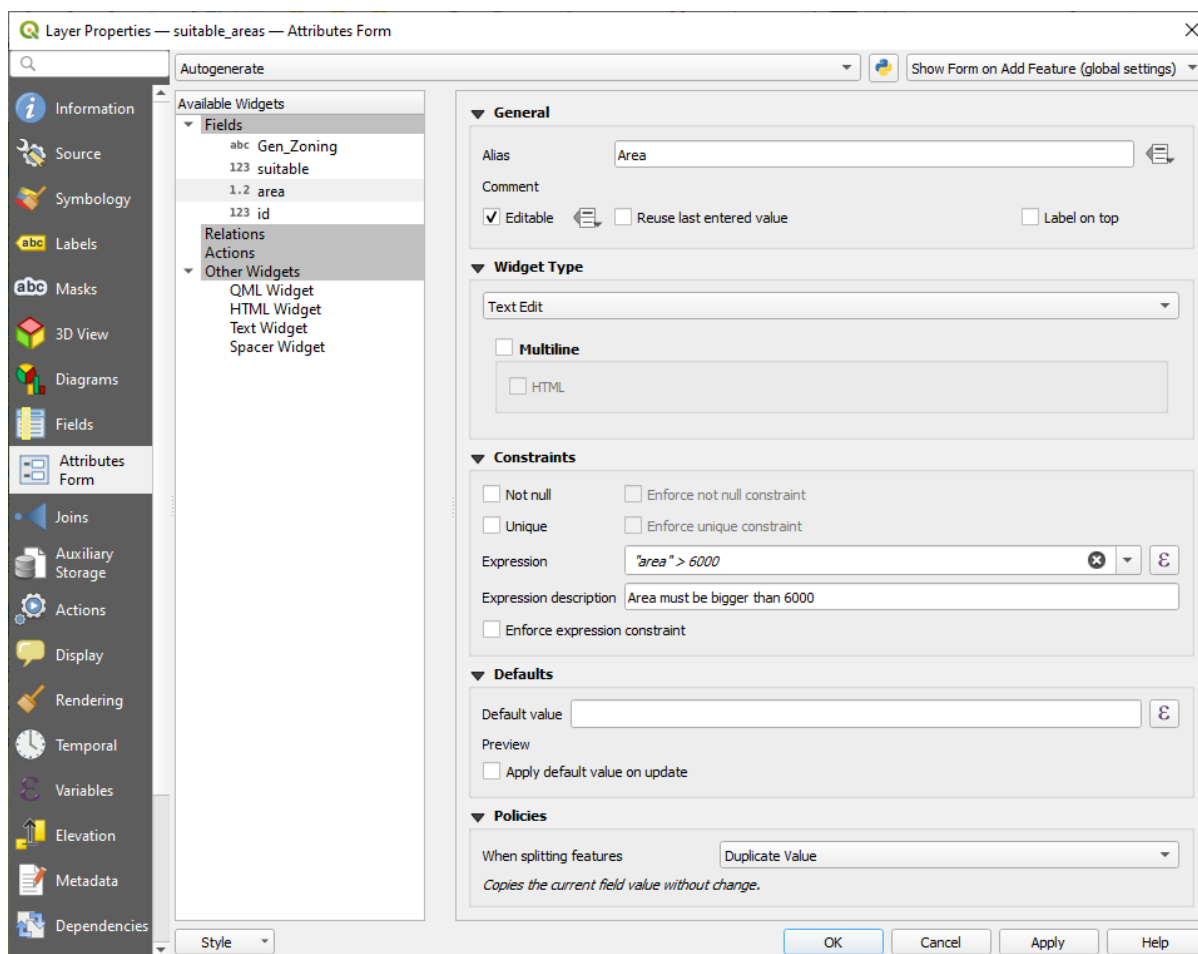 Layer Properties — suitable_areas — Attributes Form
Autogenerate
Show Form on Add Feature (global settings)
Information
Source
Symbology
abc Labels
abc Masks
3D View
Diagrams
Fields
Attributes
Form
Joins
Auxiliary
Storage
Actions
Display
Rendering
Temporal
Variables
Elevation
Metadata
Dependencies
Available Widgets
Fields
abc Gen_Zoning
123 suitable
1.2 area
123 id
Relations
Actions
Other Widgets
QML Widget
HTML Widget
Text Widget
Spacer Widget
General
Alias Area
Comment
Editable Reuse last entered value Label on top
Widget Type
Text Edit
Multiline
HTML
Constraints
Not null Enforce not null constraint
Unique Enforce unique constraint
Expression "area" > 6000 ε
Expression description Area must be bigger than 6000
Enforce expression constraint
Defaults
Default value ε
Preview
Apply default value on update
Policies
When splitting features Duplicate Value
Copies the current field value without change.
Style OK Cancel Apply Help